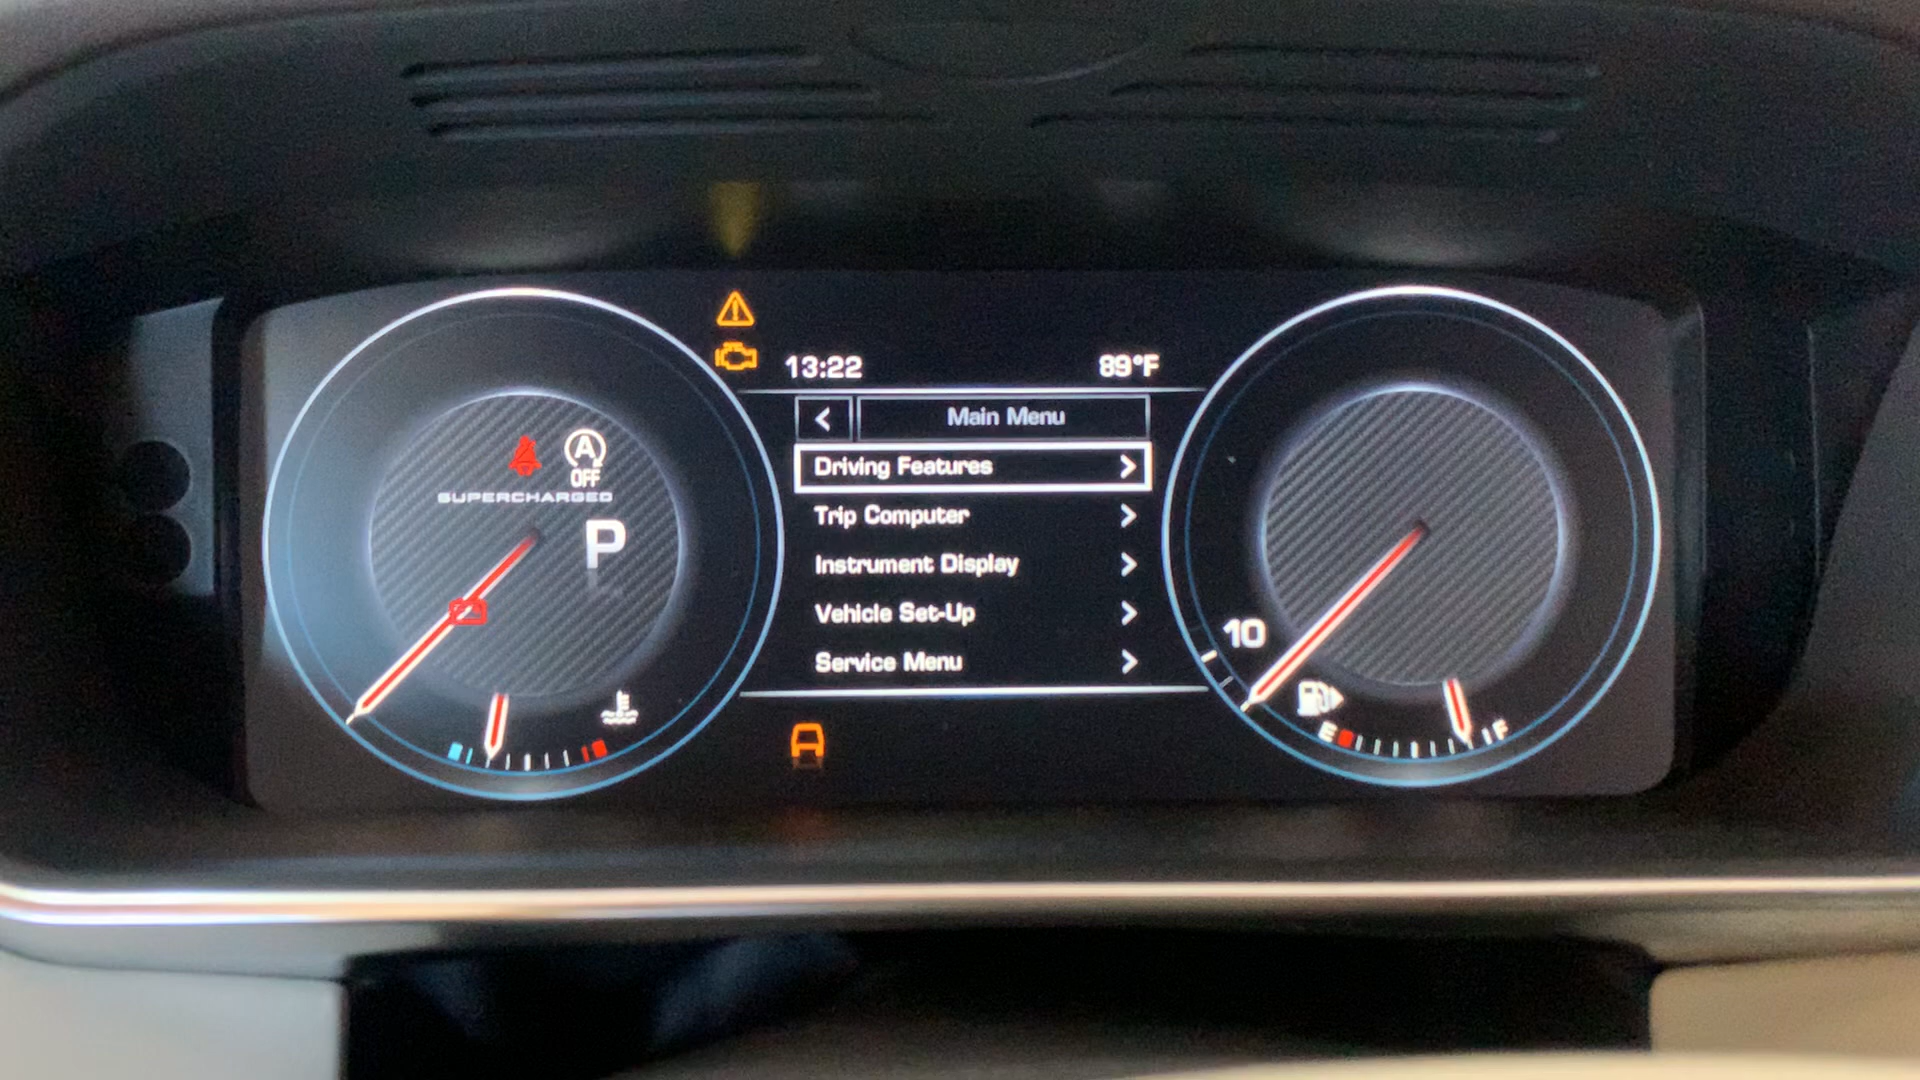 13:22
89°F
<
Main Menu
Driving Features >
Trip Computer >
Instrument Display >
Vehicle Set-Up >
Service Menu >
A
OFF
SUPERCHARGED
P
10
E
F